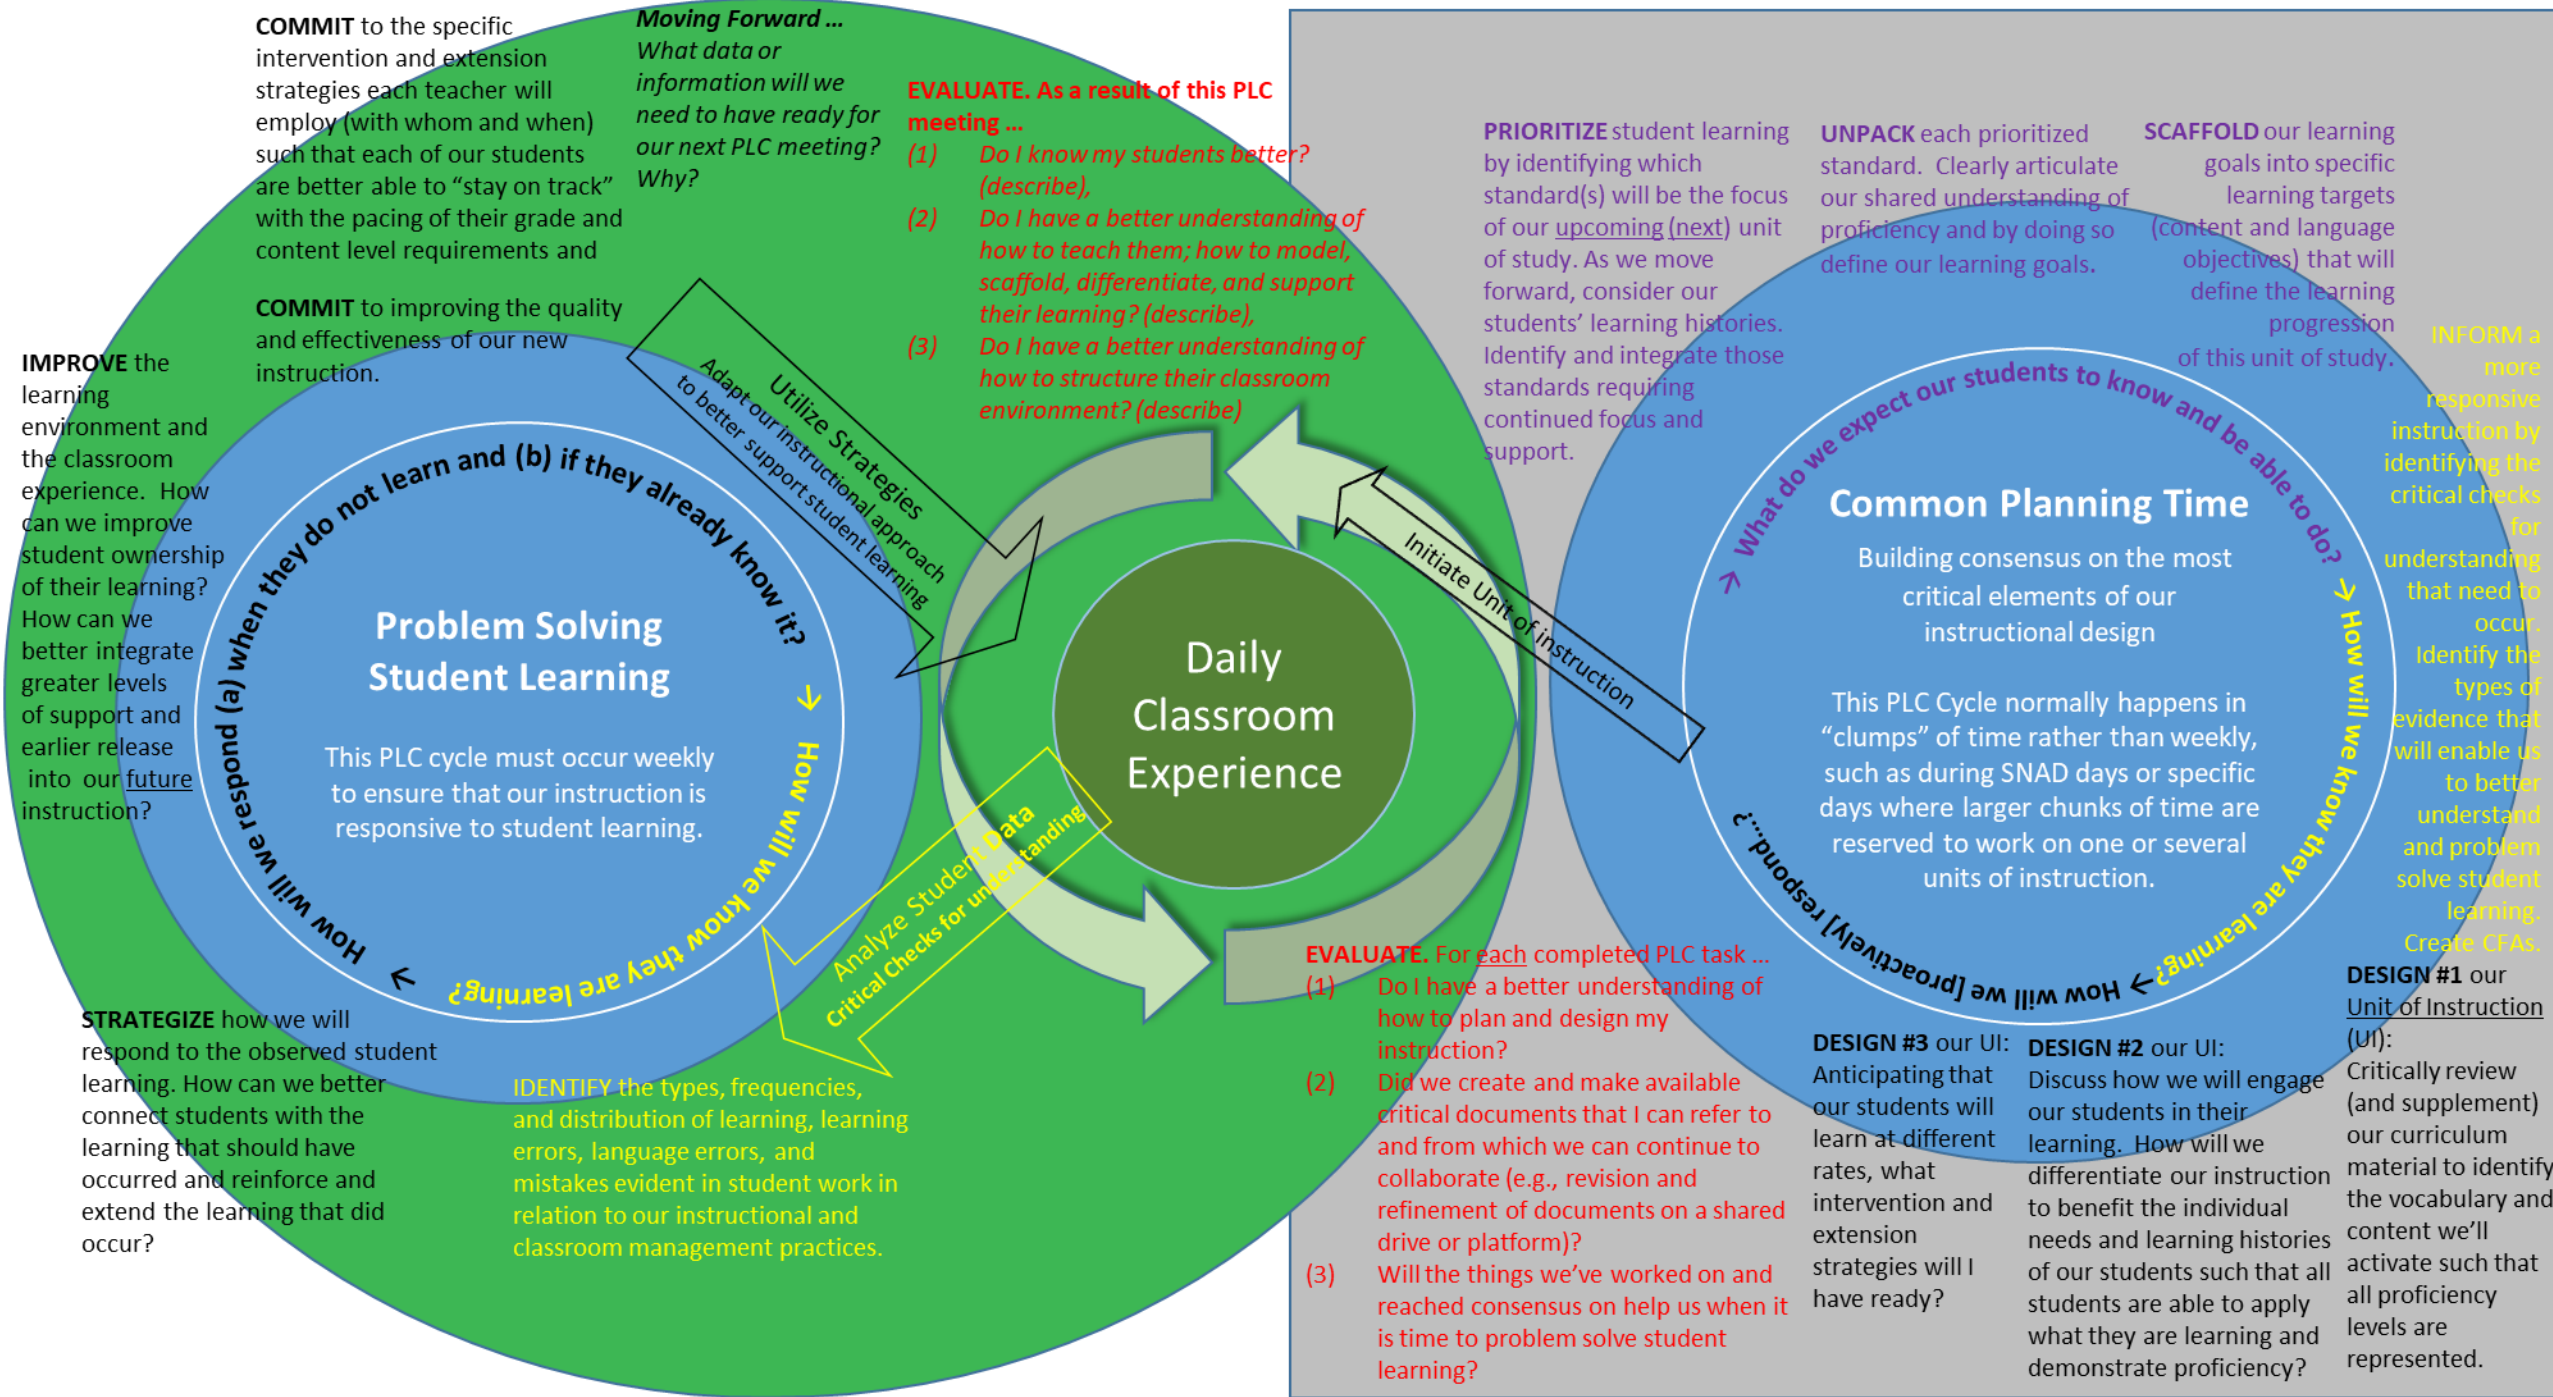 COMMIT to the specific
intervention and extension
strategies each teacher will
employ (with whom and when)
such that each of our students
are better able to “stay on track”
with the pacing of their grade and
content level requirements and
COMMIT to improving the quality
and effectiveness of our new
instruction.
Moving Forward ...
What data or
information will we
need to have ready for
our next PLC meeting?
Why?
EVALUATE. As a result of this PLC
meeting ...
(1) Do I know my students better?
(describe),
(2) Do I have a better understanding of
how to teach them; how to model,
scaffold, differentiate, and support
their learning? (describe),
(3) Do I have a better understanding of
how to structure their classroom
environment? (describe)
IMPROVE the
learning
environment and
the classroom
experience. How
can we improve
student ownership
of their learning?
How can we
better integrate
greater levels
of support and
earlier release
into our future
instruction?
→ How will we respond (a) when they do not learn and (b) if they already know it?
→ How will we know they are learning?
Problem Solving
Student Learning
This PLC cycle must occur weekly
to ensure that our instruction is
responsive to student learning.
Utilize Strategies
Adapt our instructional approach
to better support student learning
Daily
Classroom
Experience
Initiate Unit of instruction
Analyze Student Data
Critical Checks for understanding
STRATEGIZE how we will
respond to the observed student
learning. How can we better
connect students with the
learning that should have
occurred and reinforce and
extend the learning that did
occur?
IDENTIFY the types, frequencies,
and distribution of learning, learning
errors, language errors, and
mistakes evident in student work in
relation to our instructional and
classroom management practices.
PRIORITIZE student learning
by identifying which
standard(s) will be the focus
of our upcoming (next) unit
of study. As we move
forward, consider our
students’ learning histories.
Identify and integrate those
standards requiring
continued focus and
support.
UNPACK each prioritized
standard. Clearly articulate
our shared understanding of
proficiency and by doing so
define our learning goals.
SCAFFOLD our learning
goals into specific
learning targets
(content and language
objectives) that will
define the learning
progression
of this unit of study.
INFORM a
more
responsive
instruction by
identifying the
critical checks
for
understanding
that need to
occur.
Identify the
types of
evidence that
will enable us
to better
understand
and problem
solve student
learning.
Create CFAs.
→ What do we expect our students to know and be able to do?
→ How will we know they are learning?
→ How will we [proactively] respond...?
Common Planning Time
Building consensus on the most
critical elements of our
instructional design
This PLC Cycle normally happens in
“clumps” of time rather than weekly,
such as during SNAD days or specific
days where larger chunks of time are
reserved to work on one or several
units of instruction.
EVALUATE. For each completed PLC task ...
(1) Do I have a better understanding of
how to plan and design my
instruction?
(2) Did we create and make available
critical documents that I can refer to
and from which we can continue to
collaborate (e.g., revision and
refinement of documents on a shared
drive or platform)?
(3) Will the things we’ve worked on and
reached consensus on help us when it
is time to problem solve student
learning?
DESIGN #3 our UI:
Anticipating that
our students will
learn at different
rates, what
intervention and
extension
strategies will I
have ready?
DESIGN #2 our UI:
Discuss how we will engage
our students in their
learning. How will we
differentiate our instruction
to benefit the individual
needs and learning histories
of our students such that all
students are able to apply
what they are learning and
demonstrate proficiency?
DESIGN #1 our
Unit of Instruction
(UI):
Critically review
(and supplement)
our curriculum
material to identify
the vocabulary and
content we’ll
activate such that
all proficiency
levels are
represented.